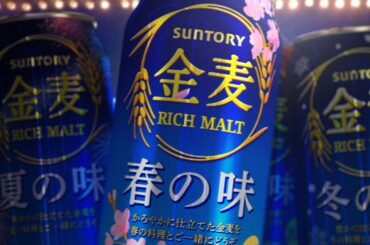 SUNTORY
金麦
RICH MALT
春の味
かろやかに仕立てた金麦を
春の料理とご一緒にどうぞ
金麦
RICH MALT
夏の味
金麦
RICH
冬の